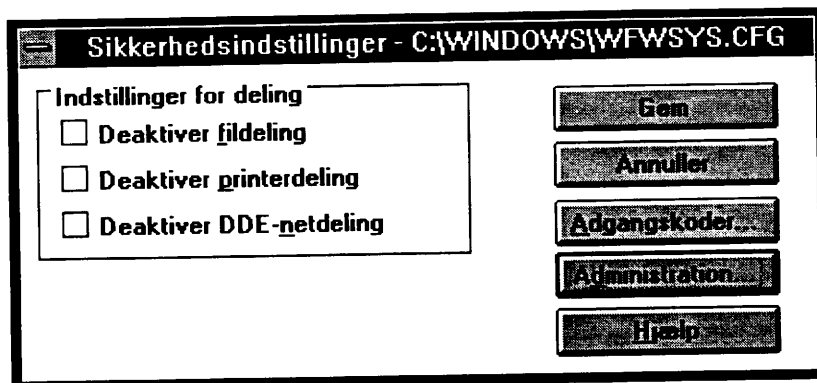 Sikkerhedsindstillinger - C:\WINDOWS\WFWSYS.CFG
Indstillinger for deling
Deaktiver fildeling
Deaktiver printerdeling
Deaktiver DDE-netdeling
Gem
Annuller
Adgangskoder...
Administration...
Hjælp